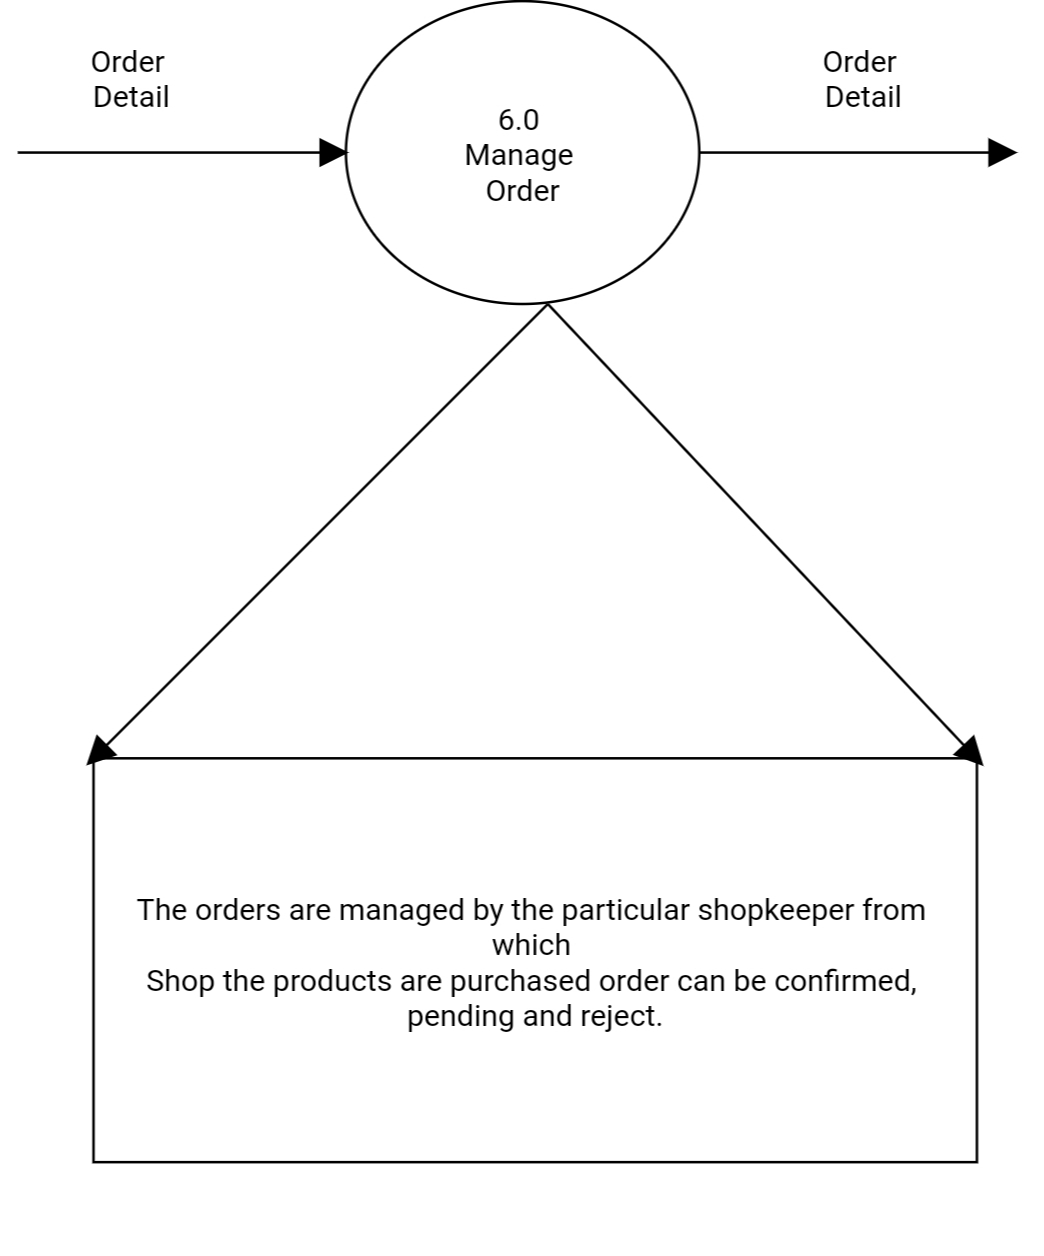 Order
Detail
6.0
Manage
Order
Order
Detail
The orders are managed by the particular shopkeeper from
which
Shop the products are purchased order can be confirmed,
pending and reject.